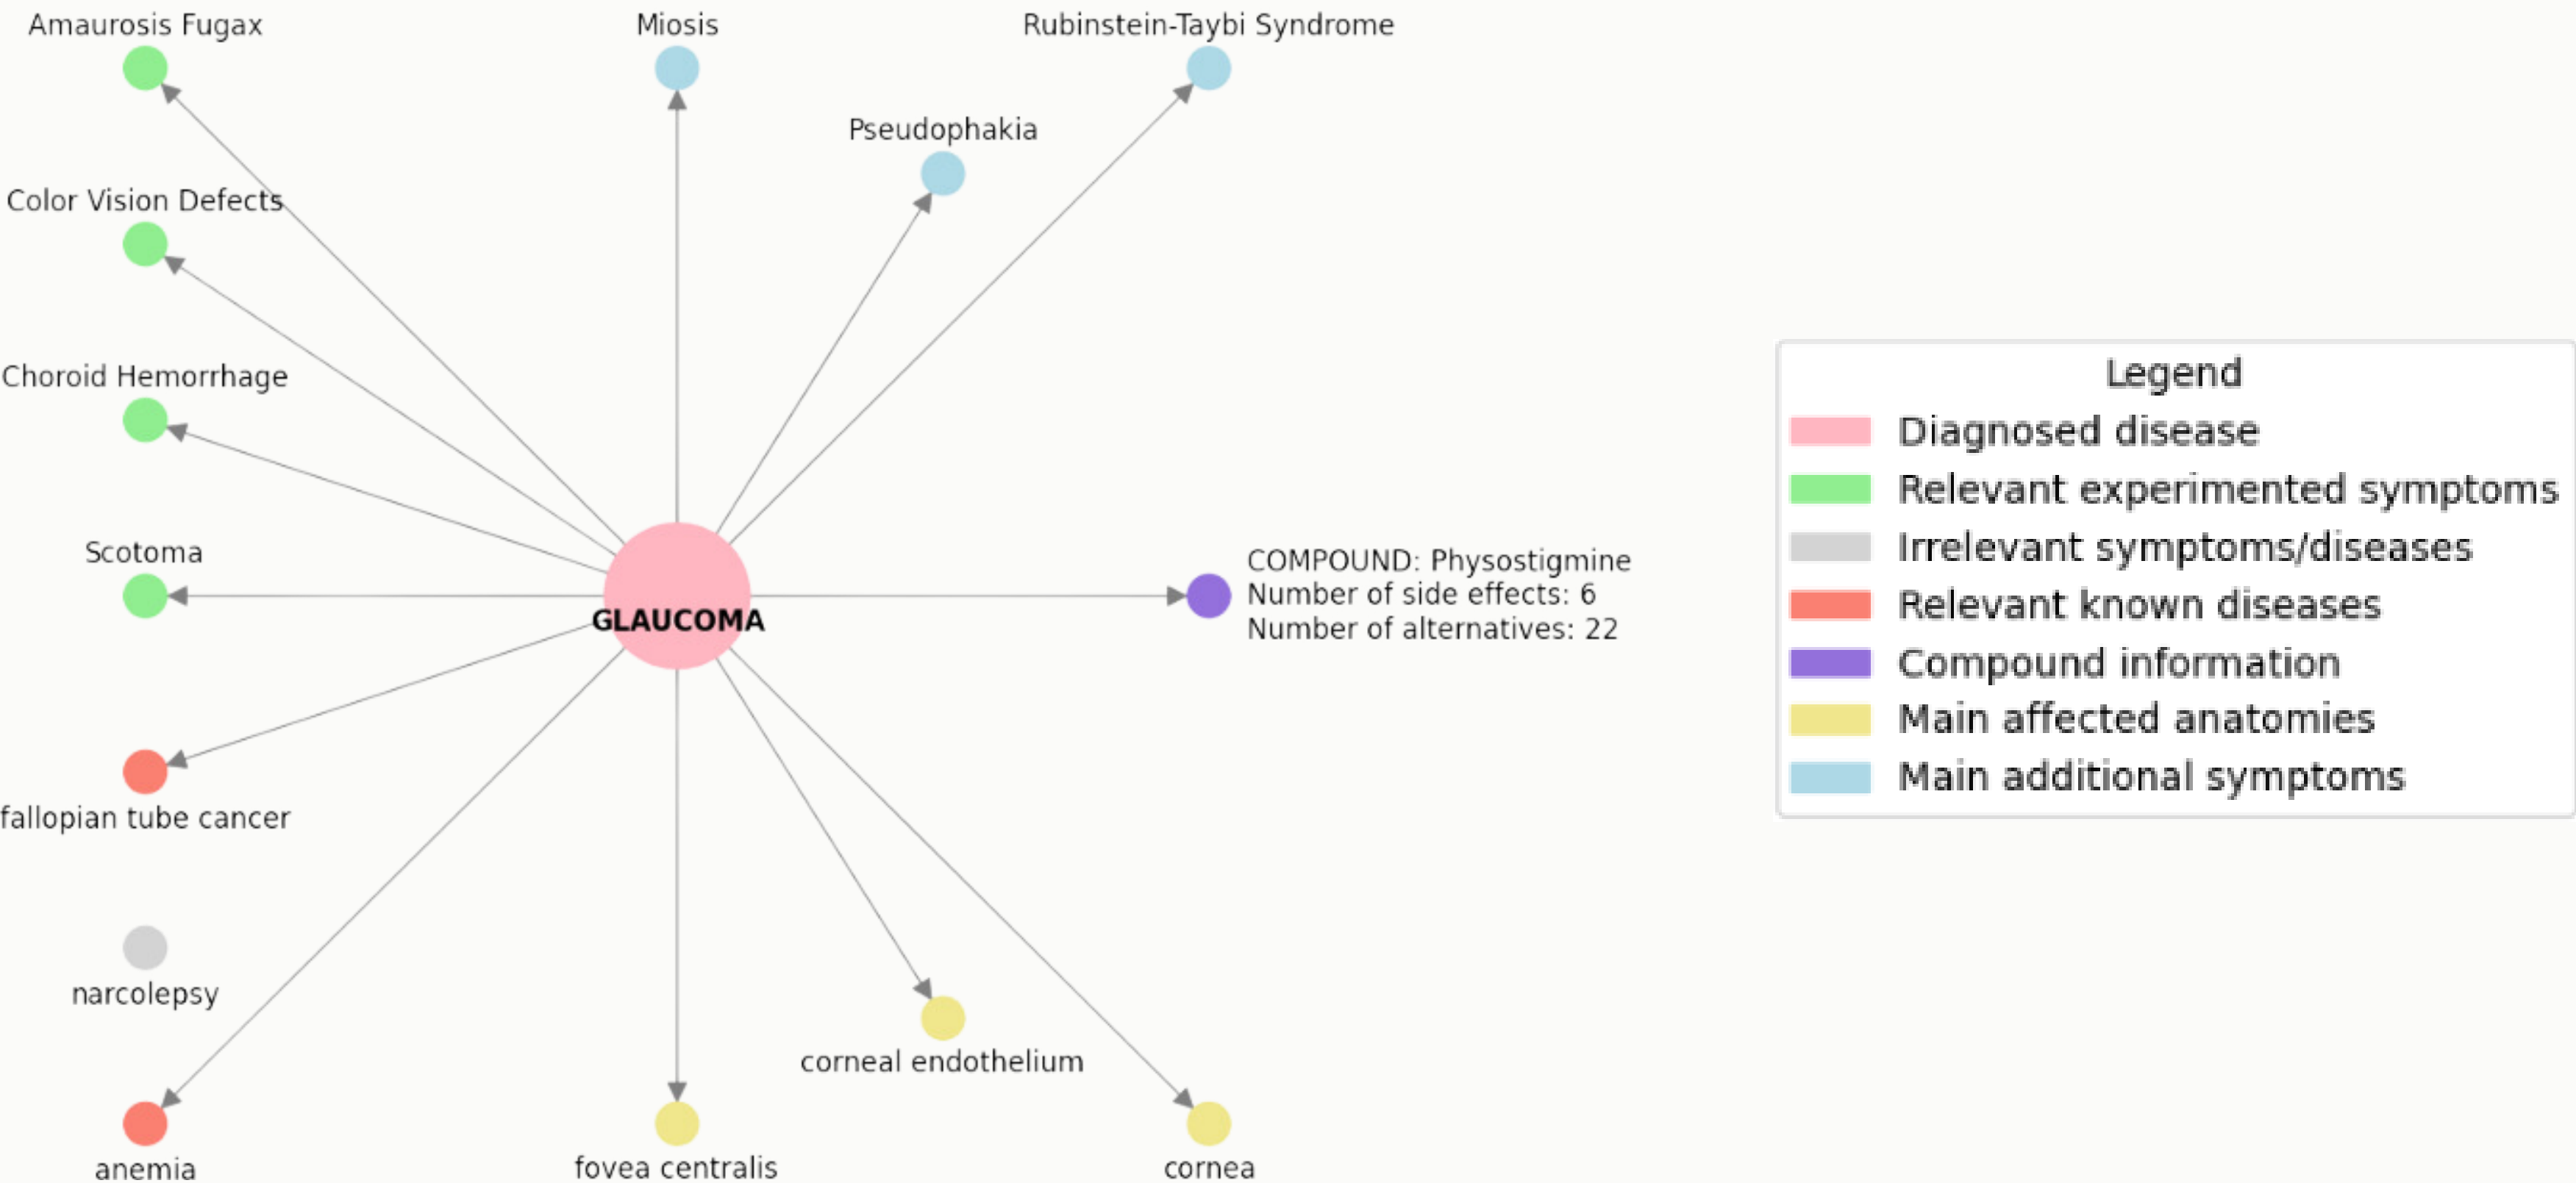 Amaurosis Fugax
Miosis
Rubinstein-Taybi Syndrome
Pseudophakia
Color Vision Defects
Choroid Hemorrhage
Scotoma
GLAUCOMA
COMPOUND: Physostigmine
Number of side effects: 6
Number of alternatives: 22
fallopian tube cancer
narcolepsy
corneal endothelium
anemia
fovea centralis
cornea
Legend
Diagnosed disease
Relevant experimented symptoms
Irrelevant symptoms/diseases
Relevant known diseases
Compound information
Main affected anatomies
Main additional symptoms